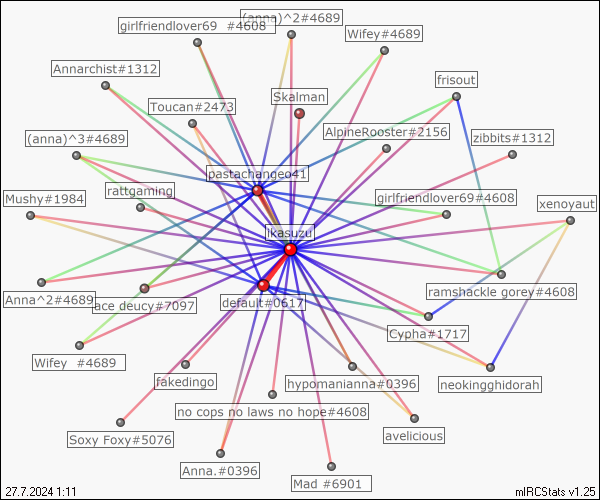 girlfriendlover69  #4608
(anna)^2#4689
Wifey#4689
Annarchist#1312
frisout
Skalman
Toucan#2473
AlpineRooster#2156
zibbits#1312
(anna)^3#4689
pastachangeo41
Mushy#1984
rattgaming
girlfriendlover69#4608
xenoyaut
ikasuzu
Anna^2#4689
ace deucy#7097
default#0617
ramshackle gorey#4608
Cypha#1717
Wifey  #4689
fakedingo
hypomanianna#0396
neokingghidorah
no cops no laws no hope#4608
Soxy Foxy#5076
avelicious
Anna.#0396
Mad #6901
27.7.2024 1:11
mIRCStats v1.25